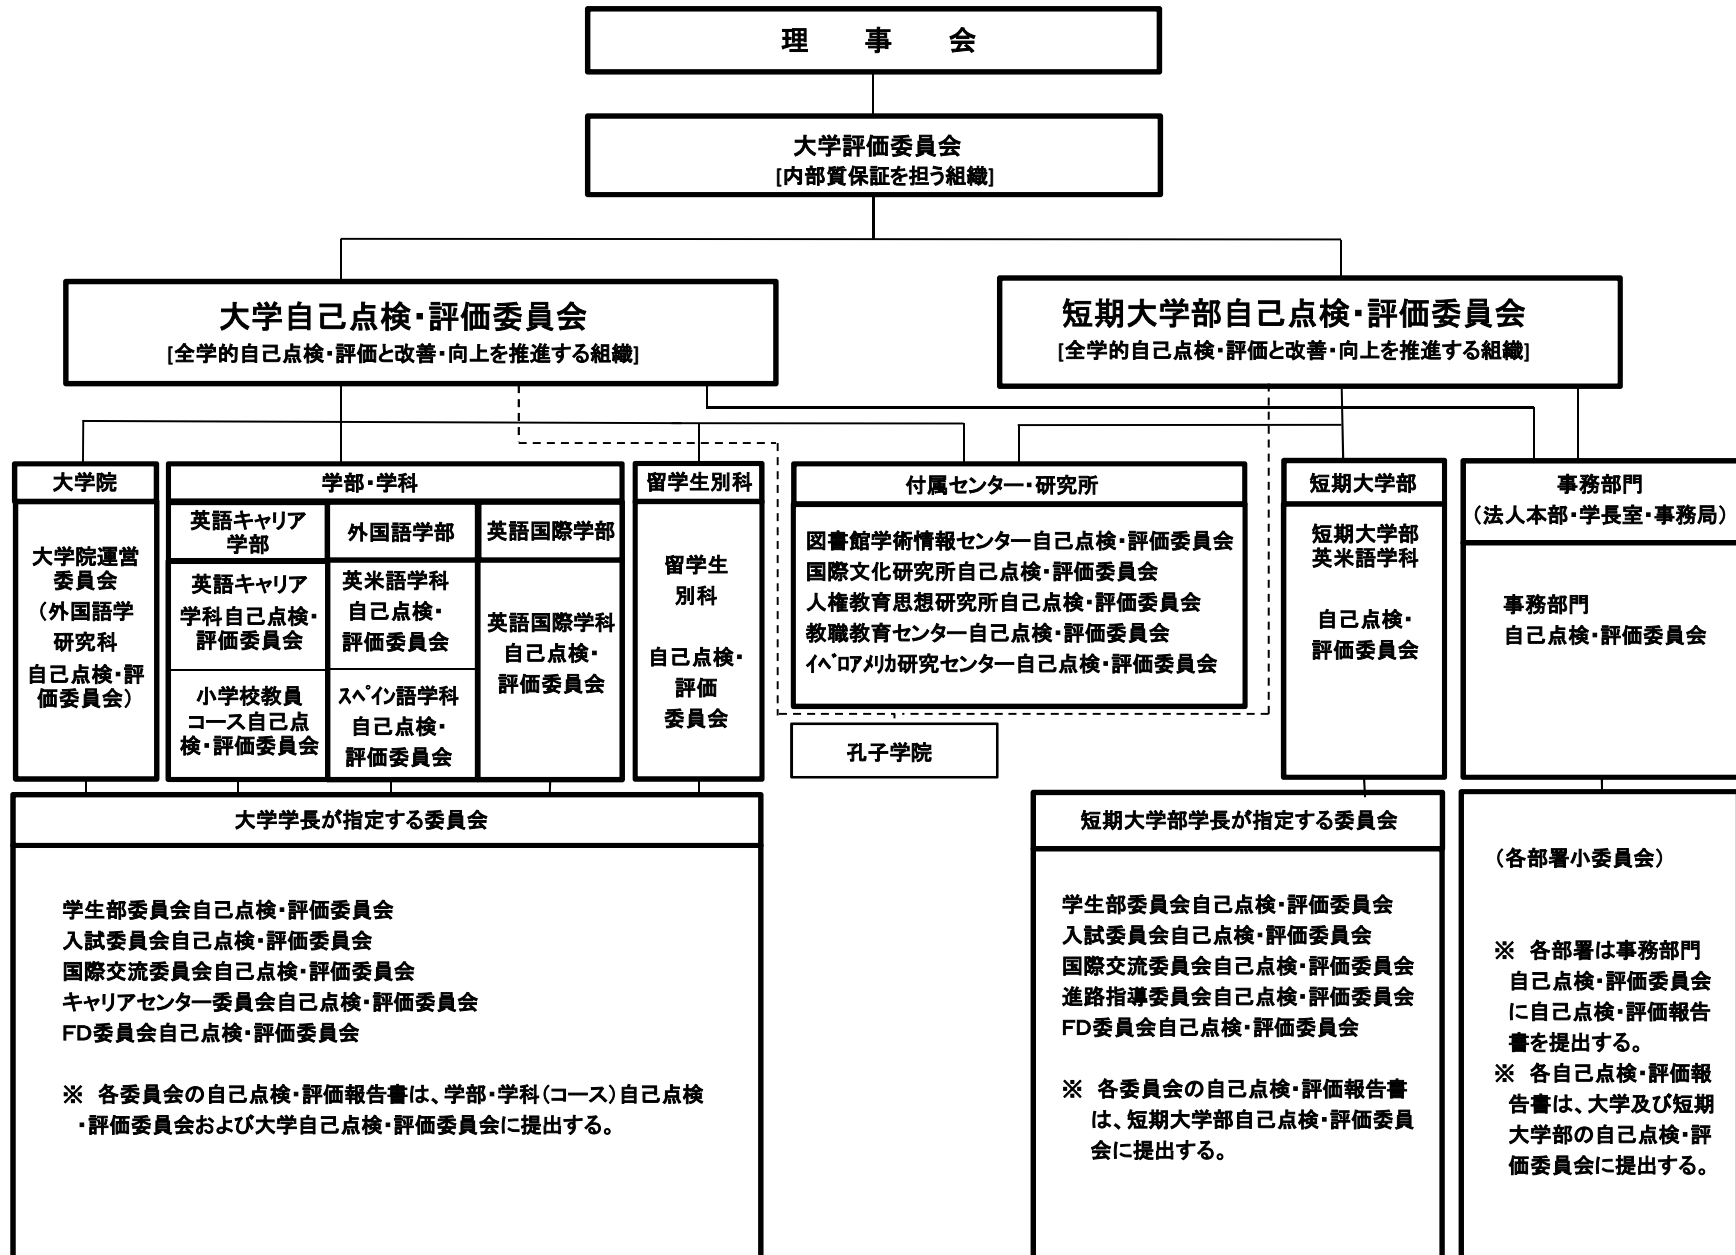 理 事 会
大学評価委員会
[内部質保証を担う組織]
大学自己点検・評価委員会
[全学的自己点検・評価と改善・向上を推進する組織]
短期大学部自己点検・評価委員会
[全学的自己点検・評価と改善・向上を推進する組織]
大学院
大学院運営
委員会
（外国語学
研究科
自己点検・評
価委員会）
学部・学科
英語キャリア
学部
英語キャリア
学科自己点検・
評価委員会
小学校教員
コース自己点
検・評価委員会
外国語学部
英米語学科
自己点検・
評価委員会
スペイン語学科
自己点検・
評価委員会
英語国際学部
英語国際学科
自己点検・
評価委員会
留学生別科
留学生
別科
自己点検・
評価
委員会
付属センター・研究所
図書館学術情報センター自己点検・評価委員会
国際文化研究所自己点検・評価委員会
人権教育思想研究所自己点検・評価委員会
教職教育センター自己点検・評価委員会
イベロアメリカ研究センター自己点検・評価委員会
孔子学院
短期大学部
短期大学部
英米語学科
自己点検・
評価委員会
事務部門
（法人本部・学長室・事務局）
事務部門
自己点検・評価委員会
大学学長が指定する委員会
学生部委員会自己点検・評価委員会
入試委員会自己点検・評価委員会
国際交流委員会自己点検・評価委員会
キャリアセンター委員会自己点検・評価委員会
FD委員会自己点検・評価委員会
※ 各委員会の自己点検・評価報告書は、学部・学科（コース）自己点検
・評価委員会および大学自己点検・評価委員会に提出する。
短期大学部学長が指定する委員会
学生部委員会自己点検・評価委員会
入試委員会自己点検・評価委員会
国際交流委員会自己点検・評価委員会
進路指導委員会自己点検・評価委員会
FD委員会自己点検・評価委員会
※ 各委員会の自己点検・評価報告書
は、短期大学部自己点検・評価委員
会に提出する。
（各部署小委員会）
※ 各部署は事務部門
自己点検・評価委員会
に自己点検・評価報告
書を提出する。
※ 各自己点検・評価報
告書は、大学及び短期
大学部の自己点検・評
価委員会に提出する。